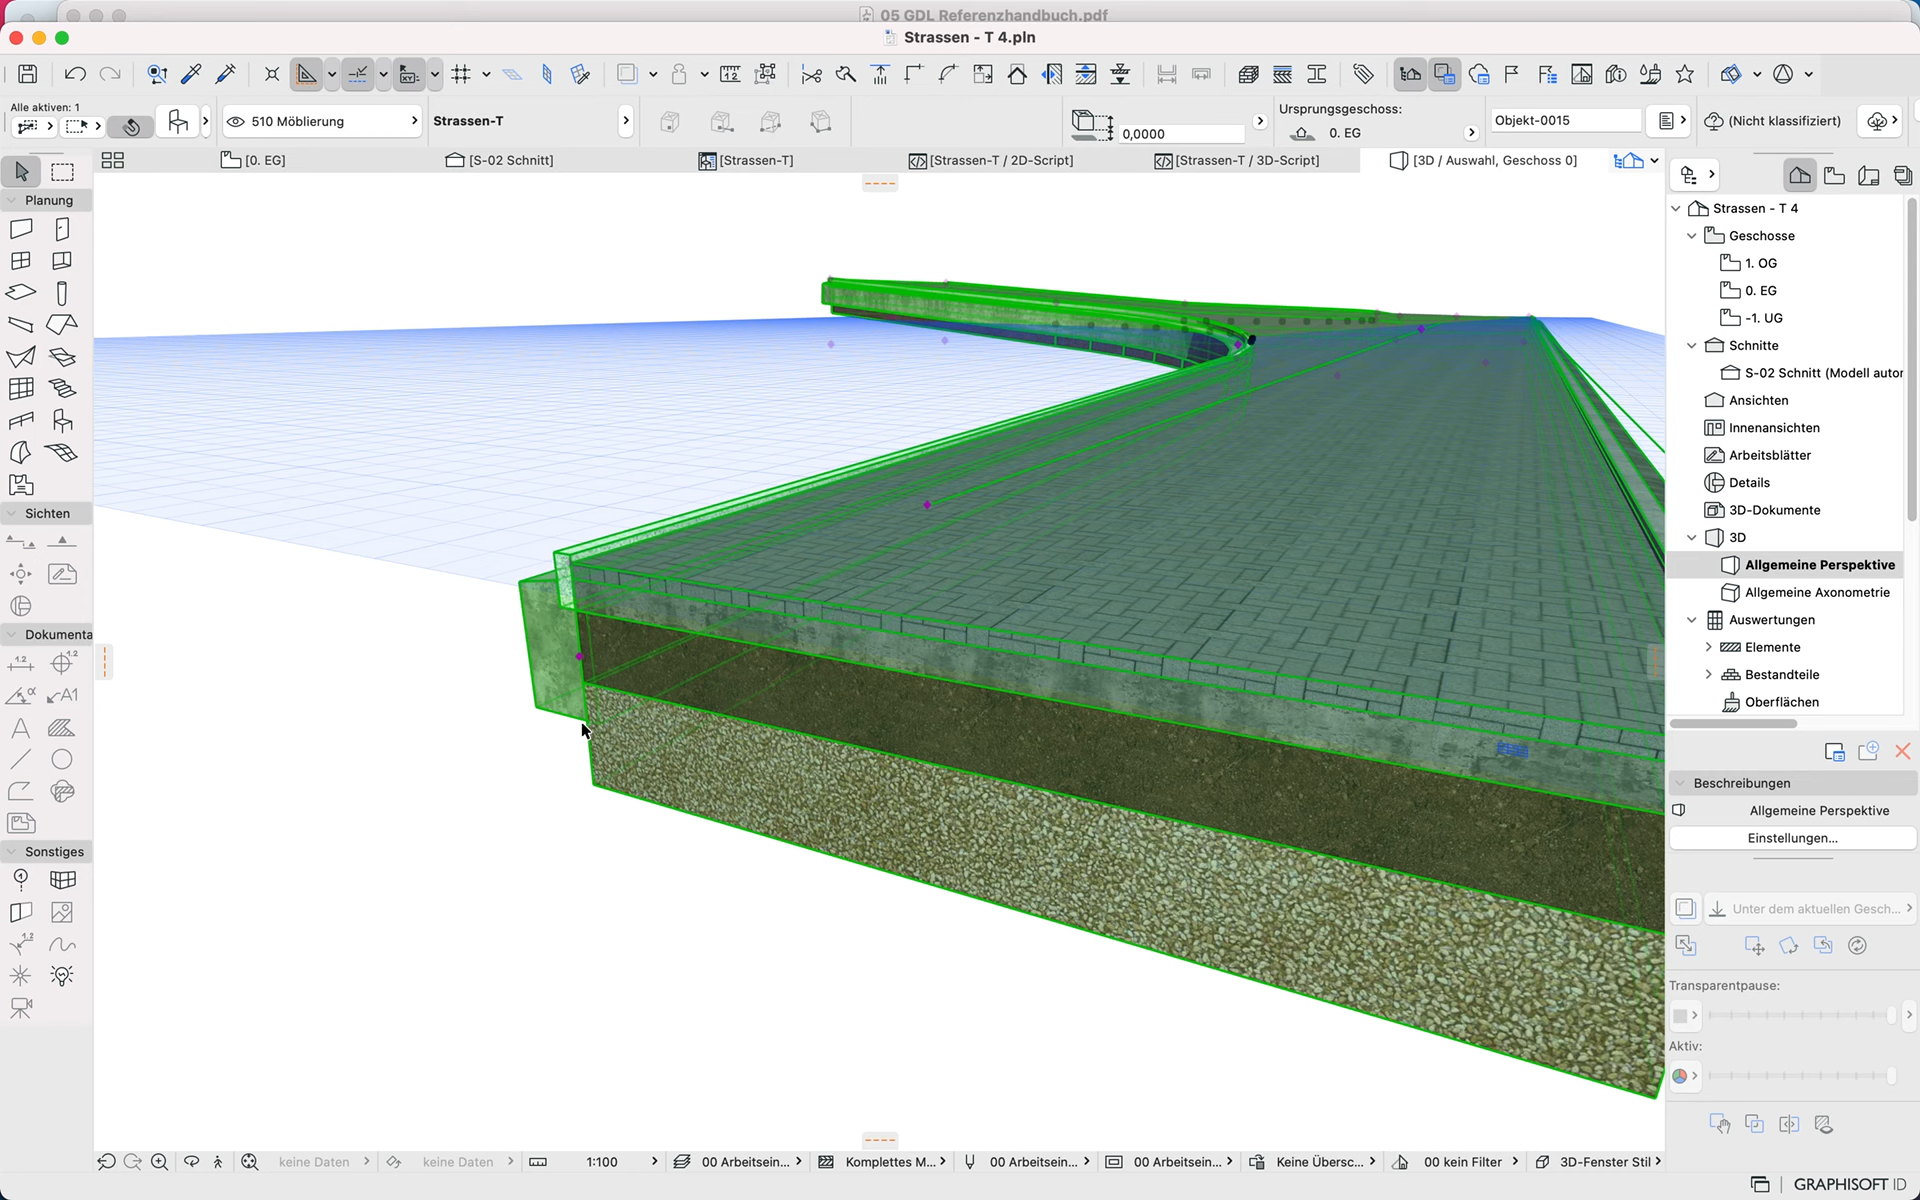 05 GDL Referenzhandbuch.pdf
Strassen - T 4.pln
Alle aktiven: 1
510 Möblierung
Strassen-T
0,0000
Ursprungsgeschoss:
0. EG
Objekt-0015
(Nicht klassifiziert)
[0. EG]
[S-02 Schnitt]
[Strassen-T]
[Strassen-T / 2D-Script]
[Strassen-T / 3D-Script]
[3D / Auswahl, Geschoss 0]
Planung
Sichten
Dokumenta
1.2
A1
Sonstiges
Strassen - T 4
Geschosse
1. OG
0. EG
-1. UG
Schnitte
S-02 Schnitt (Modell autor
Ansichten
Innenansichten
Arbeitsblätter
Details
3D-Dokumente
3D
Allgemeine Perspektive
Allgemeine Axonometrie
Auswertungen
Elemente
Bestandteile
Oberflächen
Beschreibungen
Allgemeine Perspektive
Einstellungen...
Unter dem aktuellen Gesch...
Transparentpause:
Aktiv:
keine Daten
keine Daten
1:100
00 Arbeitsein...
Komplettes M...
00 Arbeitsein...
00 Arbeitsein...
Keine Übersc...
00 kein Filter
3D-Fenster Stil
GRAPHISOFT ID